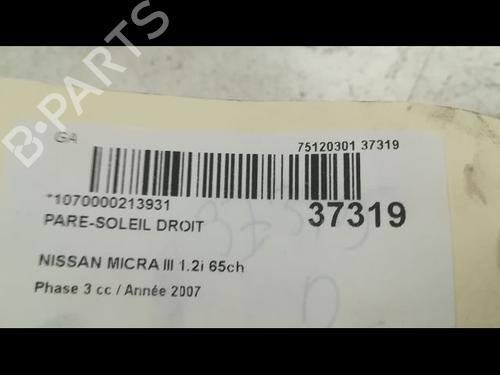 B-PARTS
GA
75120301 37319
*1070000213931
37319
PARE-SOLEIL DROIT
NISSAN MICRA III 1.2i 65ch
Phase 3 cc / Année 2007